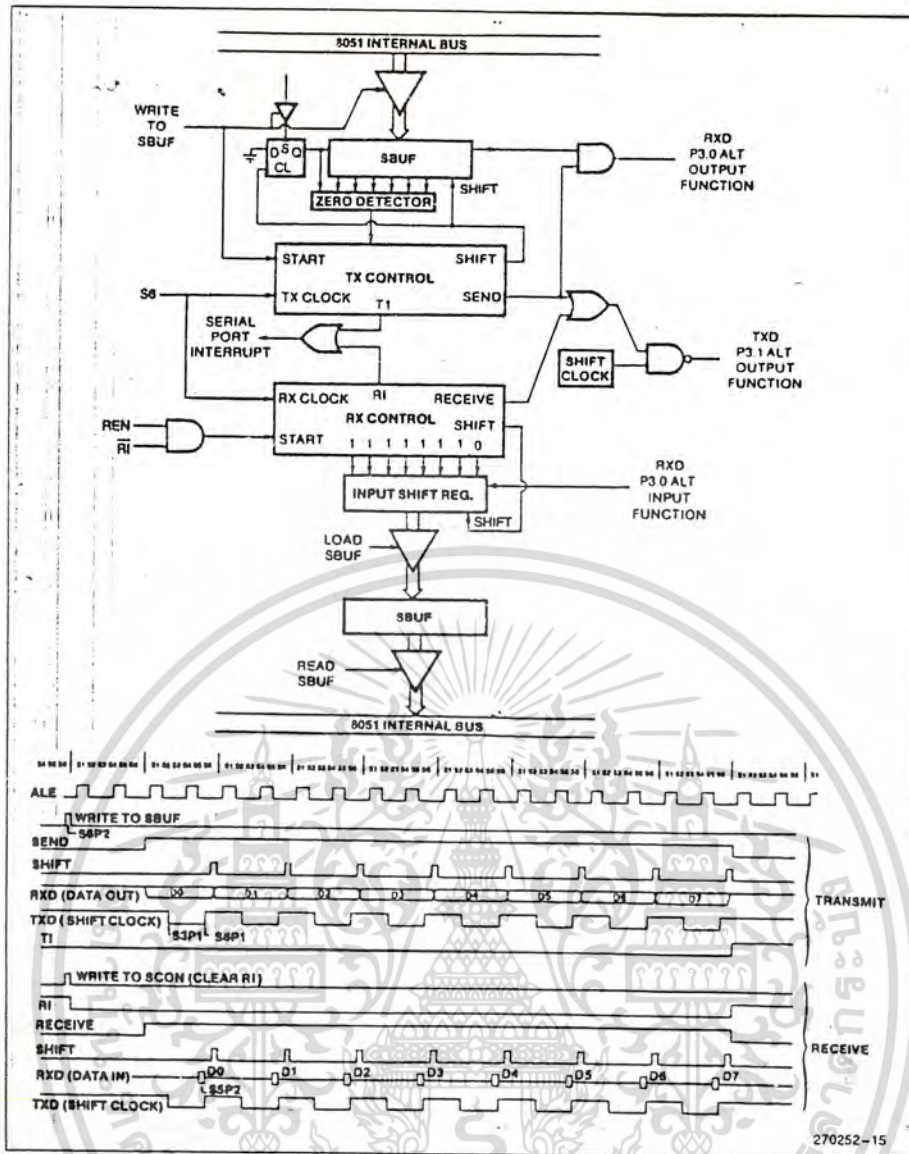 8051 INTERNAL BUS
WRITE
TO
SBUF
D S Q
CL
SBUF
SHIFT
ZERO DETECTOR
RXD
P3.0 ALT
OUTPUT
FUNCTION
START
SHIFT
TX CONTROL
TX CLOCK
SEND
T1
S6
SERIAL
PORT
INTERRUPT
SHIFT
CLOCK
TXD
P3.1 ALT
OUTPUT
FUNCTION
RI
RX CLOCK
RECEIVE
RX CONTROL
SHIFT
START
1 1 1 1 1 1 1 0
REN
RI
INPUT SHIFT REG.
SHIFT
RXD
P3.0 ALT
INPUT
FUNCTION
LOAD
SBUF
SBUF
READ
SBUF
8051 INTERNAL BUS
ALE
WRITE TO SBUF
S6P2
SEND
SHIFT
RXD (DATA OUT) D0 D1 D2 D3 D4 D5 D6 D7
TRANSMIT
TXD (SHIFT CLOCK)
S3P1 S6P1
TI
WRITE TO SCON (CLEAR RI)
RI
RECEIVE
SHIFT
RECEIVE
RXD (DATA IN) D0 D1 D2 D3 D4 D5 D6 D7
S5P2
TXD (SHIFT CLOCK)
270252-15